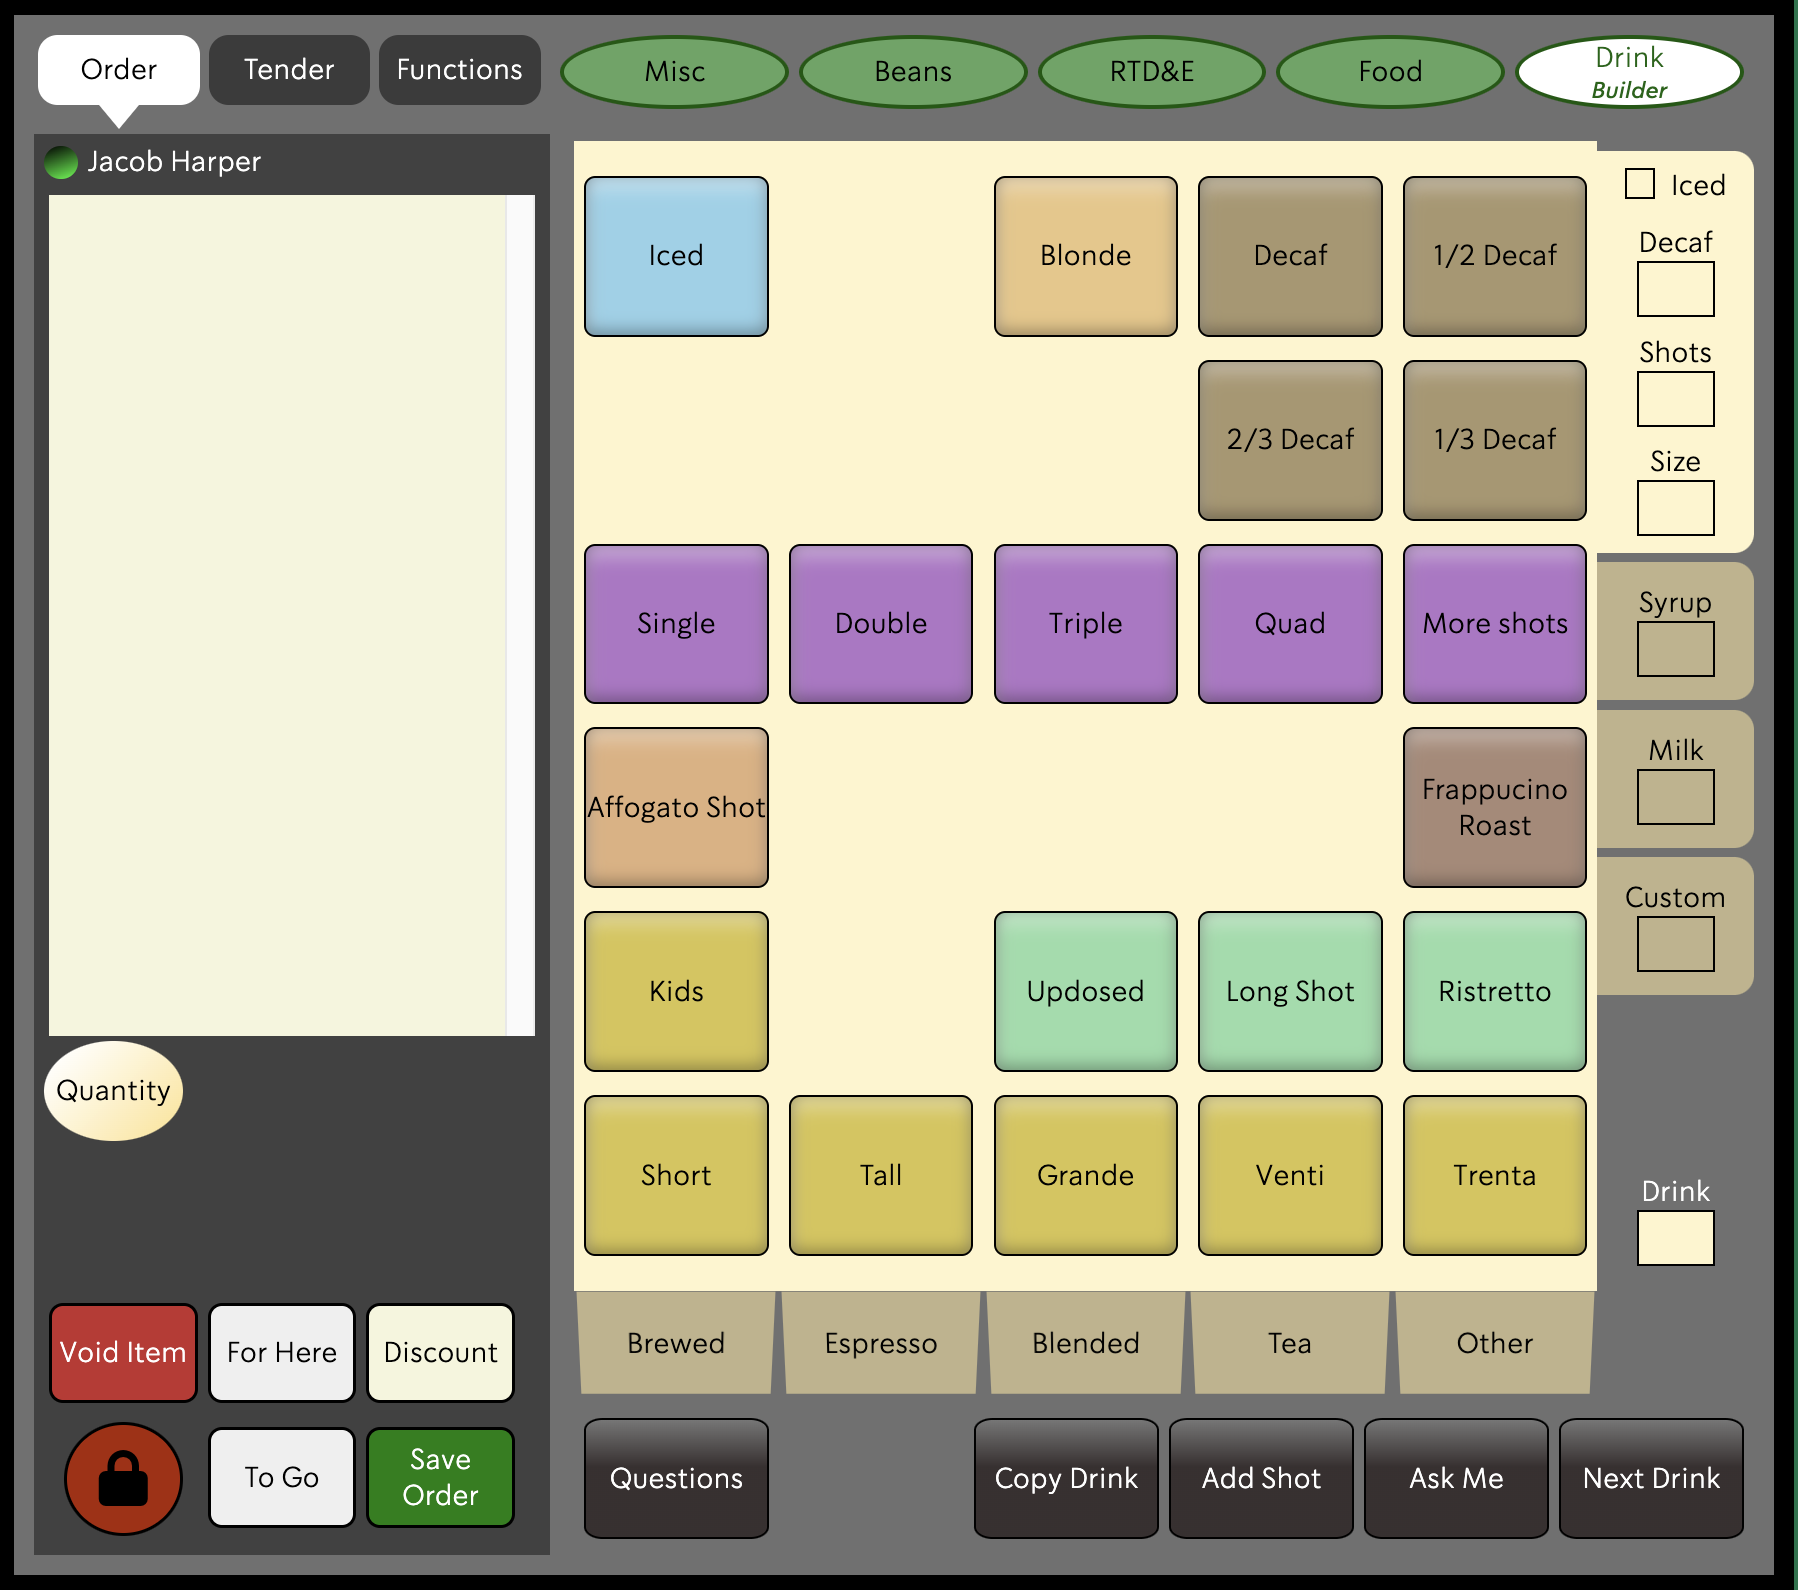 Order
Tender
Functions
Misc
Beans
RTD&E
Food
Drink
Builder
Jacob Harper
Iced
Blonde
Decaf
1/2 Decaf
2/3 Decaf
1/3 Decaf
Single
Double
Triple
Quad
More shots
Affogato Shot
Frappucino
Roast
Kids
Updosed
Long Shot
Ristretto
Short
Tall
Grande
Venti
Trenta
Iced
Decaf
Shots
Size
Syrup
Milk
Custom
Drink
Brewed
Espresso
Blended
Tea
Other
Quantity
Void Item
For Here
Discount
To Go
Save
Order
Questions
Copy Drink
Add Shot
Ask Me
Next Drink